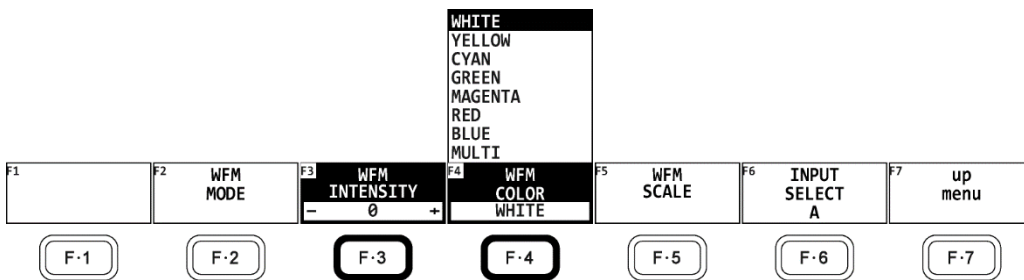 WHITE
YELLOW
CYAN
GREEN
MAGENTA
RED
BLUE
MULTI
F1
F2 WFM
MODE
F3 WFM
INTENSITY
- 0 +
F4 WFM
COLOR
WHITE
F5 WFM
SCALE
F6 INPUT
SELECT
A
F7 up
menu
F·1
F·2
F·3
F·4
F·5
F·6
F·7